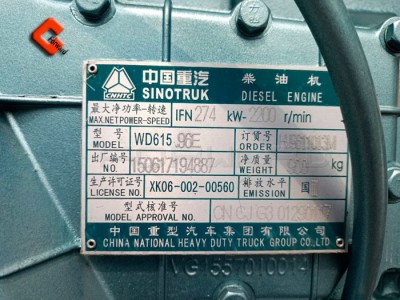 中国重汽 柴油机
CNHTC SINOTRUK DIESEL ENGINE
最大净功率-转速 IFN 274 kW-2200 r/min
MAX.NETPOWER-SPEED
型号 WD615 .96E 订货号
MODEL ORDER
出厂编号 150617194887 净质量 kg
NO. WEIGHT
生产许可证号 XK06-002-00560 排放水平 国
LICENSE NO. EMISSION
型式核准号
MODEL APPROVAL NO.
中国重型汽车集团有限公司
CHINA NATIONAL HEAVY DUTY TRUCK GROUP CO.,LTD.
VG1557010014